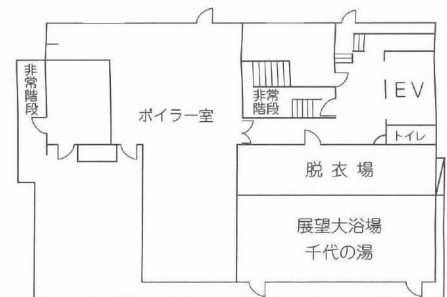 非常階段
ボイラー室
非常
階段
EV
トイレ
脱衣場
展望大浴場
千代の湯